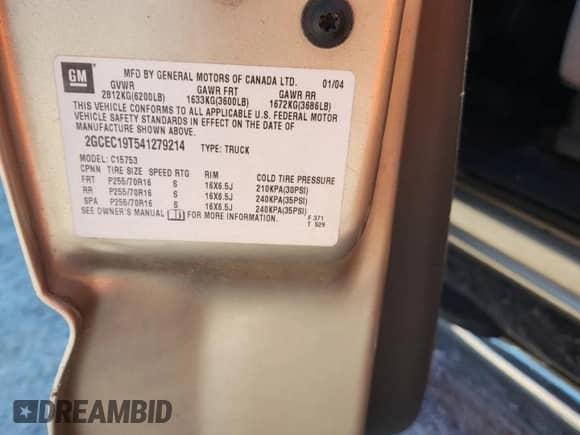 GM
MFD BY GENERAL MOTORS OF CANADA LTD. 01/04
GVWR GAWR FRT GAWR RR
2812KG(6200LB) 1633KG(3600LB) 1672KG(3686LB)
THIS VEHICLE CONFORMS TO ALL APPLICABLE U.S. FEDERAL MOTOR
VEHICLE SAFETY STANDARDS IN EFFECT ON THE DATE OF
MANUFACTURE SHOWN ABOVE.
2GCEC19T541279214 TYPE: TRUCK
MODEL: C15753
CPNN TIRE SIZE SPEED RTG RIM COLD TIRE PRESSURE
FRT P255/70R16 S 16X6.5J 210KPA(30PSI)
RR P255/70R16 S 16X6.5J 240KPA(35PSI)
SPA P255/70R16 S 16X6.5J 240KPA(35PSI)
SEE OWNER'S MANUAL FOR MORE INFORMATION. F 371
T 529
DREAMBID